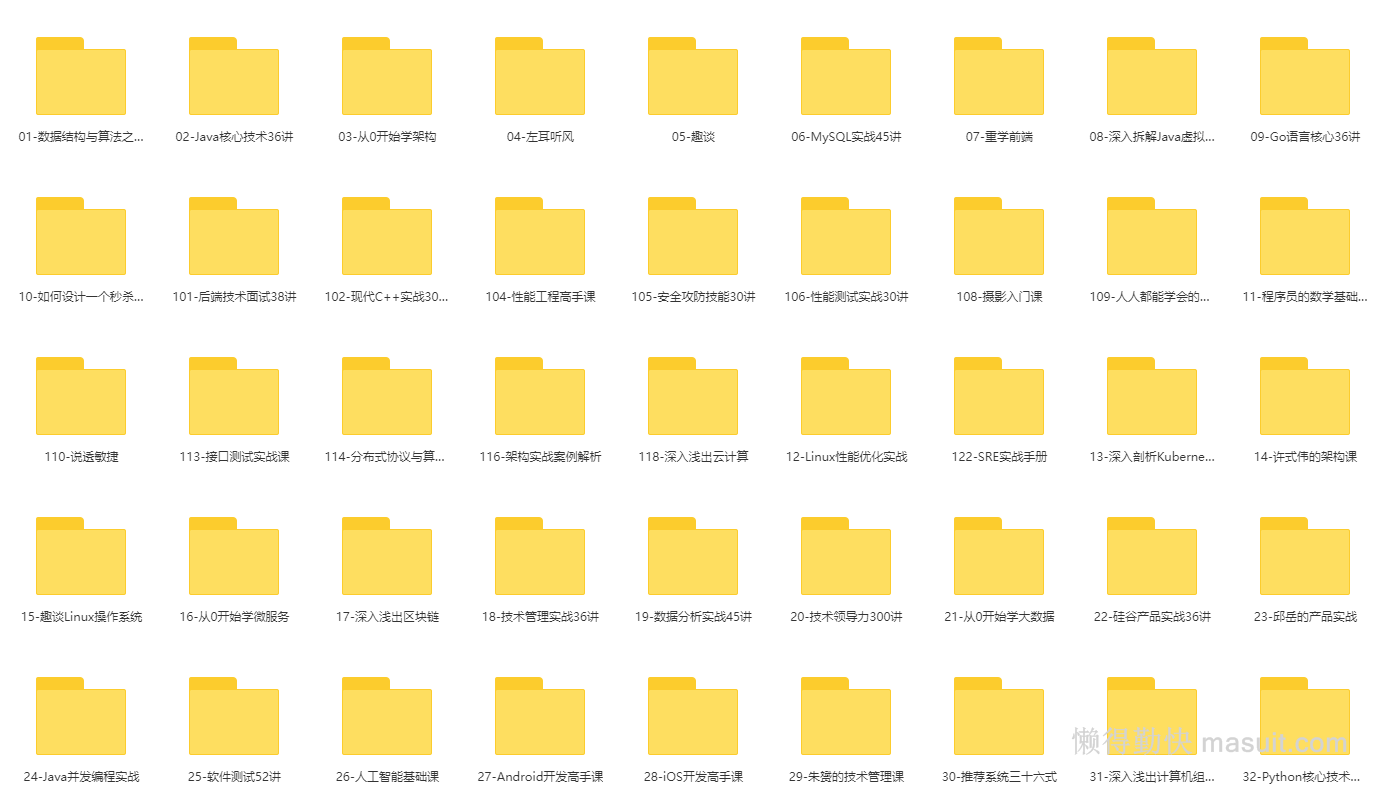 01-数据结构与算法之...
02-Java核心技术36讲
03-从0开始学架构
04-左耳听风
05-趣谈
06-MySQL实战45讲
07-重学前端
08-深入拆解Java虚拟...
09-Go语言核心36讲
10-如何设计一个秒杀...
101-后端技术面试38讲
102-现代C++实战30...
104-性能工程高手课
105-安全攻防技能30讲
106-性能测试实战30讲
108-摄影入门课
109-人人都能学会的...
11-程序员的数学基础...
110-说透敏捷
113-接口测试实战课
114-分布式协议与算...
116-架构实战案例解析
118-深入浅出云计算
12-Linux性能优化实战
122-SRE实战手册
13-深入剖析Kuberne...
14-许式伟的架构课
15-趣谈Linux操作系统
16-从0开始学微服务
17-深入浅出区块链
18-技术管理实战36讲
19-数据分析实战45讲
20-技术领导力300讲
21-从0开始学大数据
22-硅谷产品实战36讲
23-邱岳的产品实战
24-Java并发编程实战
25-软件测试52讲
26-人工智能基础课
27-Android开发高手课
28-iOS开发高手课
29-朱赟的技术管理课
30-推荐系统三十六式
31-深入浅出计算机组...
32-Python核心技术...
懒得勤快 masuit.com